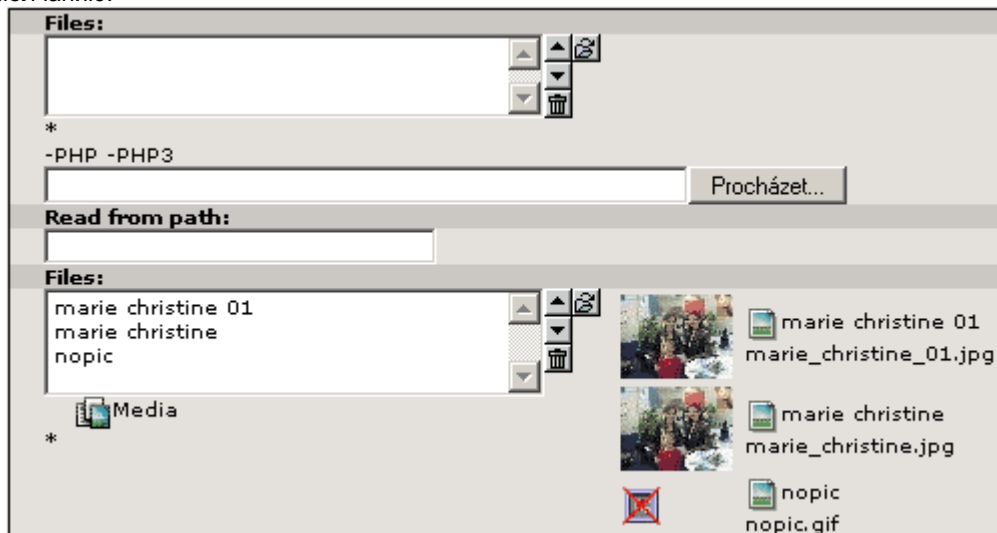 Files:
*
-PHP -PHP3
Procházet...
Read from path:
Files:
marie christine 01
marie christine
nopic
Media
*
marie christine 01
marie_christine_01.jpg
marie christine
marie_christine.jpg
nopic
nopic.gif